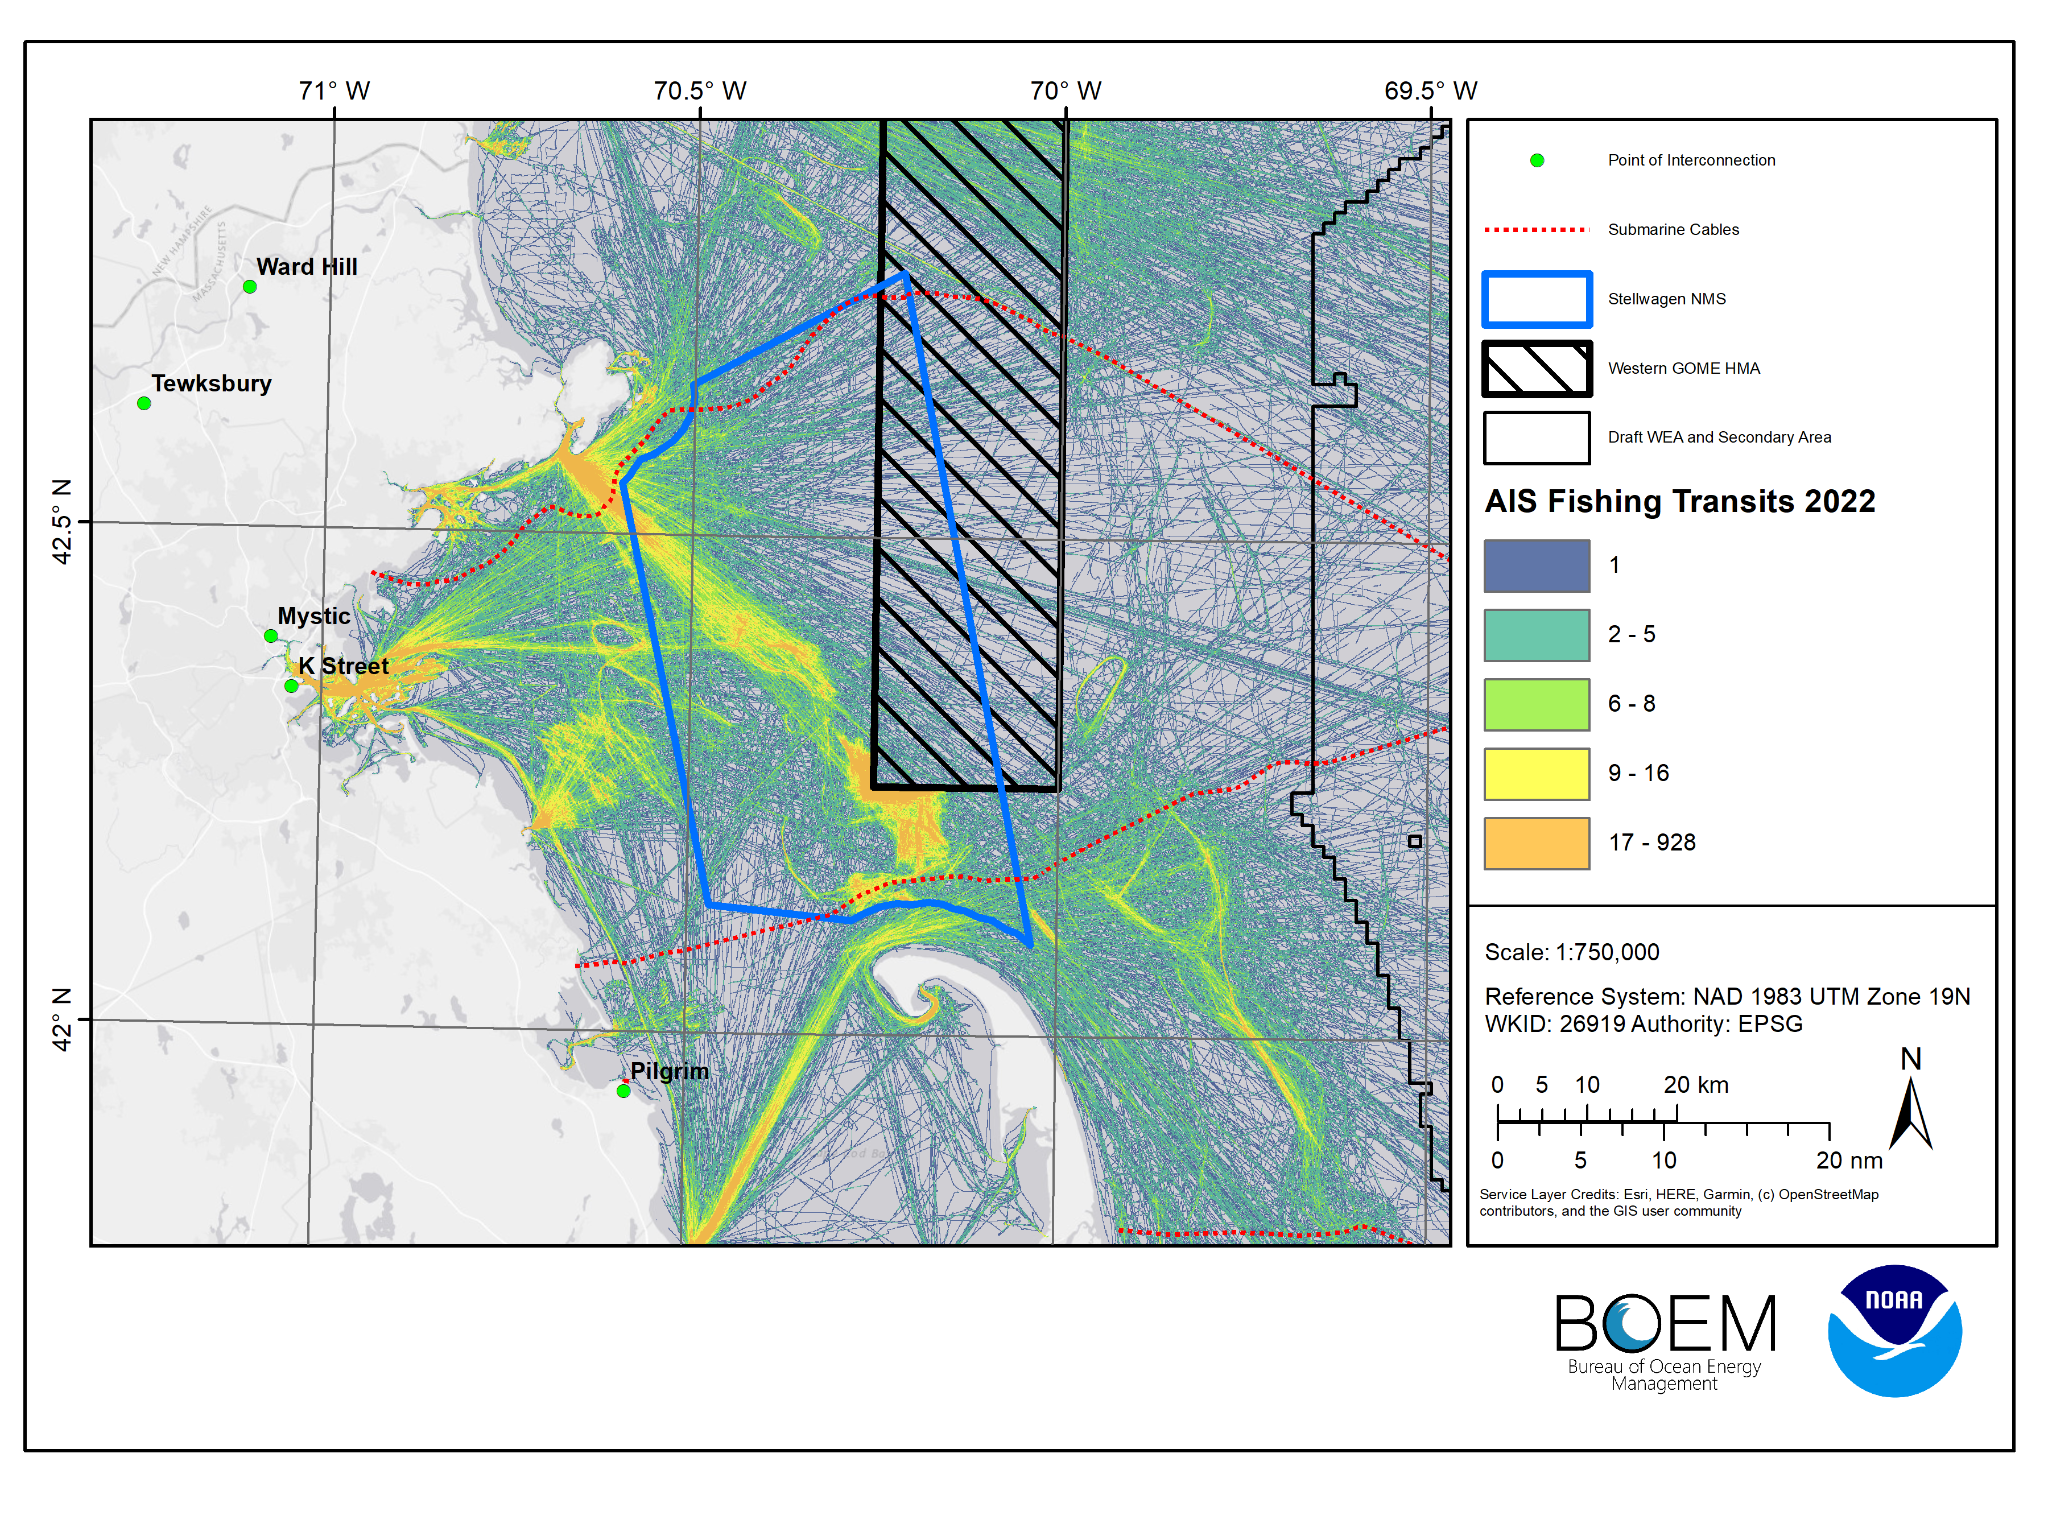 71° W 70.5° W 70° W 69.5° W
42.5° N
42° N
NEW HAMPSHIRE
MASSACHUSETTS
Ward Hill
Tewksbury
Mystic
K Street
Pilgrim
Point of Interconnection
Submarine Cables
Stellwagen NMS
Western GOME HMA
Draft WEA and Secondary Area
AIS Fishing Transits 2022
1
2 - 5
6 - 8
9 - 16
17 - 928
Scale: 1:750,000
Reference System: NAD 1983 UTM Zone 19N
WKID: 26919 Authority: EPSG
N
0 5 10 20 km
0 5 10 20 nm
Service Layer Credits: Esri, HERE, Garmin, (c) OpenStreetMap
contributors, and the GIS user community
BOEM
Bureau of Ocean Energy
Management
NOAA